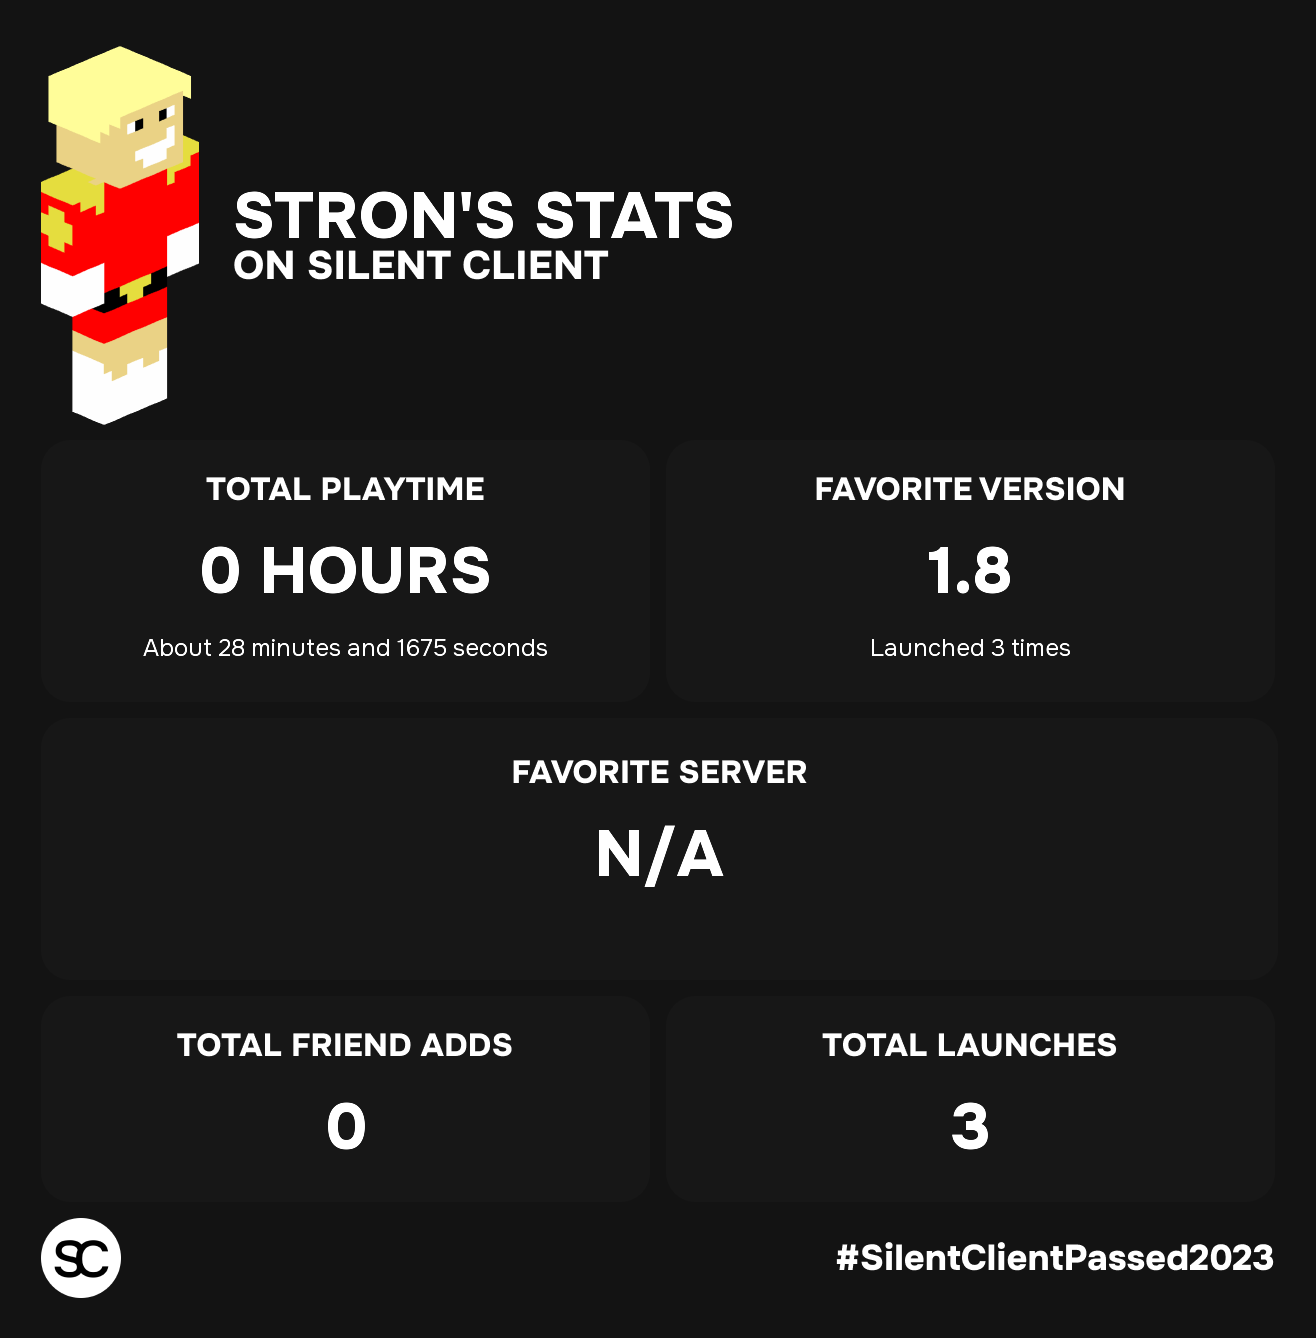 STRON'S STATS
ON SILENT CLIENT
TOTAL PLAYTIME
0 HOURS
About 28 minutes and 1675 seconds
FAVORITE VERSION
1.8
Launched 3 times
FAVORITE SERVER
N/A
TOTAL FRIEND ADDS
0
TOTAL LAUNCHES
3
SC
#SilentClientPassed2023